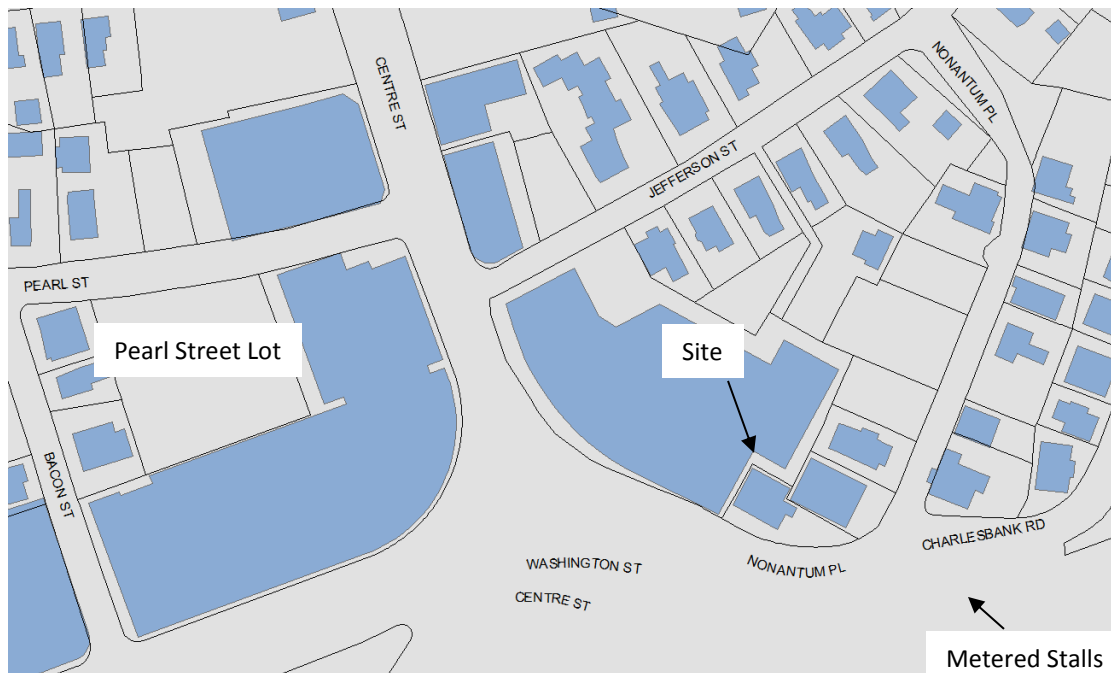 NONANTUM PL
CENTRE ST
JEFFERSON ST
PEARL ST
Pearl Street Lot
Site
BACON ST
CHARLESBANK RD
WASHINGTON ST
NONANTUM PL
CENTRE ST
Metered Stalls